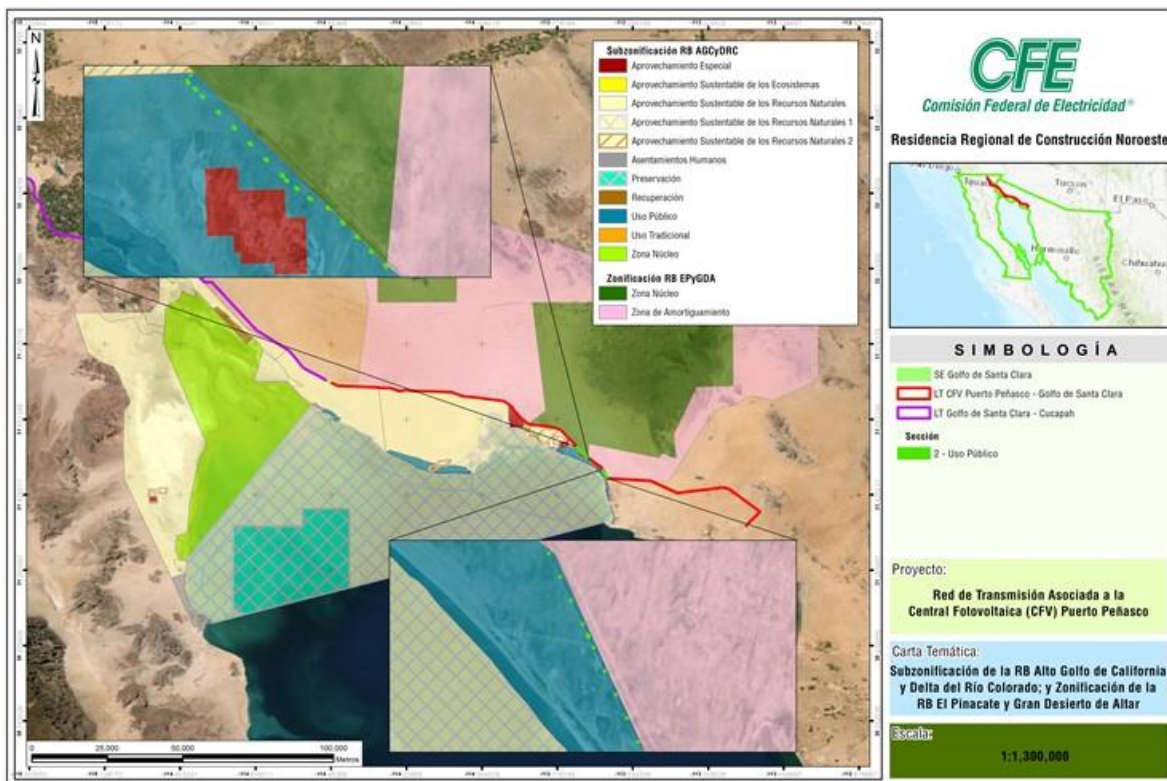 N
Subzonificación RB AGCyDRC
Aprovechamiento Especial
Aprovechamiento Sustentable de los Ecosistemas
Aprovechamiento Sustentable de los Recursos Naturales
Aprovechamiento Sustentable de los Recursos Naturales 1
Aprovechamiento Sustentable de los Recursos Naturales 2
Asentamientos Humanos
Preservación
Recuperación
Uso Público
Uso Tradicional
Zona Núcleo
Zonificación RB EPyGDA
Zona Núcleo
Zona de Amortiguamiento
0 25,000 50,000 100,000
Metros
CFE
Comisión Federal de Electricidad®
Residencia Regional de Construcción Noroeste
Tucson
El Paso
Hermosillo
Chihuahua
SIMBOLOGÍA
SE Golfo de Santa Clara
LT CFV Puerto Peñasco - Golfo de Santa Clara
LT Golfo de Santa Clara - Cucapah
Sección
2 - Uso Público
Proyecto:
Red de Transmisión Asociada a la
Central Fotovoltaica (CFV) Puerto Peñasco
Carta Temática:
Subzonificación de la RB Alto Golfo de California
y Delta del Río Colorado; y Zonificación de la
RB El Pinacate y Gran Desierto de Altar
Escala:
1:1,300,000